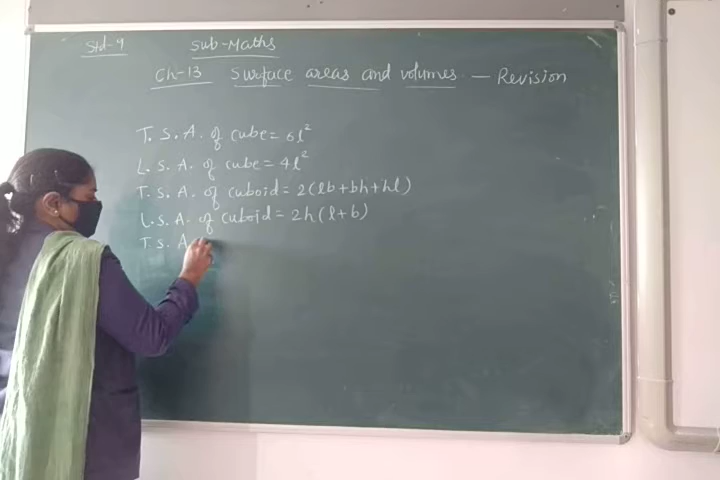 Std-9 Sub-Maths
Ch-13 Surface areas and volumes — Revision
T. S. A. of cube = 6l²
L. S. A. of cube = 4l²
T. S. A. of cuboid = 2(lb+bh+hl)
L. S. A. of cuboid = 2h(l+b)
T. S. A